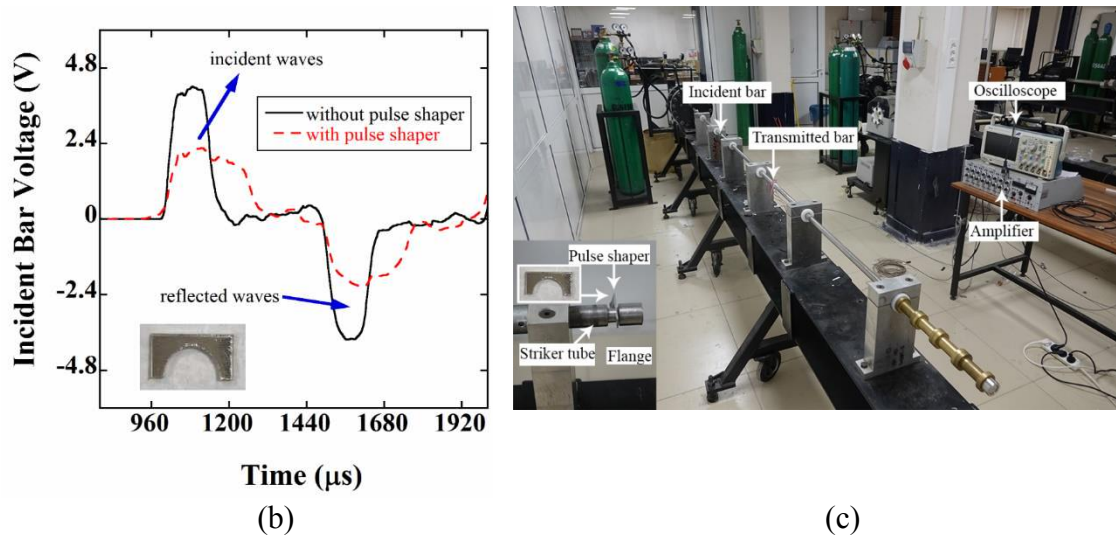 Incident Bar Voltage (V)
4.8
2.4
0
-2.4
-4.8
incident waves
without pulse shaper
with pulse shaper
reflected waves
960 1200 1440 1680 1920
Time (μs)
(b)
Incident bar
Transmitted bar
Oscilloscope
Amplifier
Pulse shaper
Striker tube
Flange
(c)